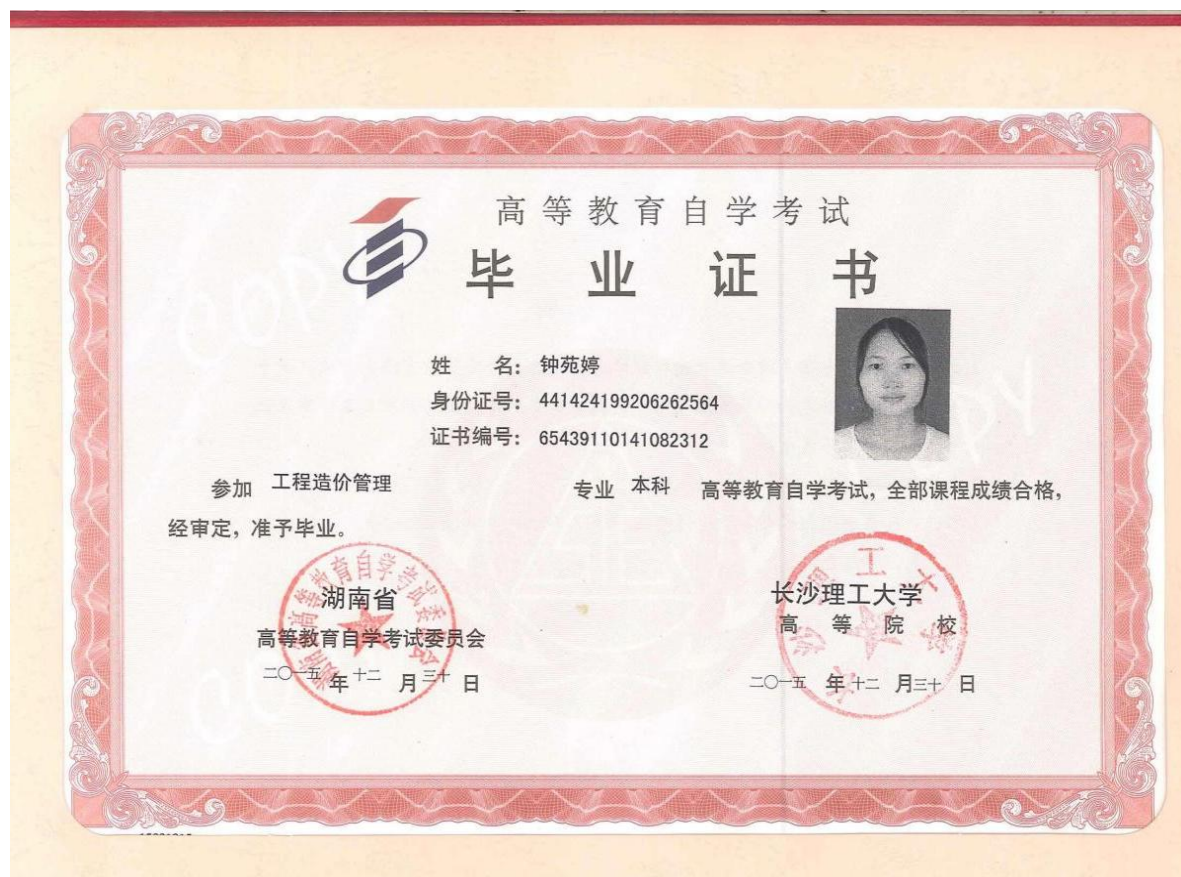 高等教育自学考试
毕业证书
姓 名: 钟苑婷
身份证号: 441424199206262564
证书编号: 65439110141082312
参加 工程造价管理 专业 本科 高等教育自学考试, 全部课程成绩合格,
经审定, 准予毕业。
湖南省
高等教育自学考试委员会
二〇一五年十二月三十日
长沙理工大学
高等院校
二〇一五年十二月三十日
COPY